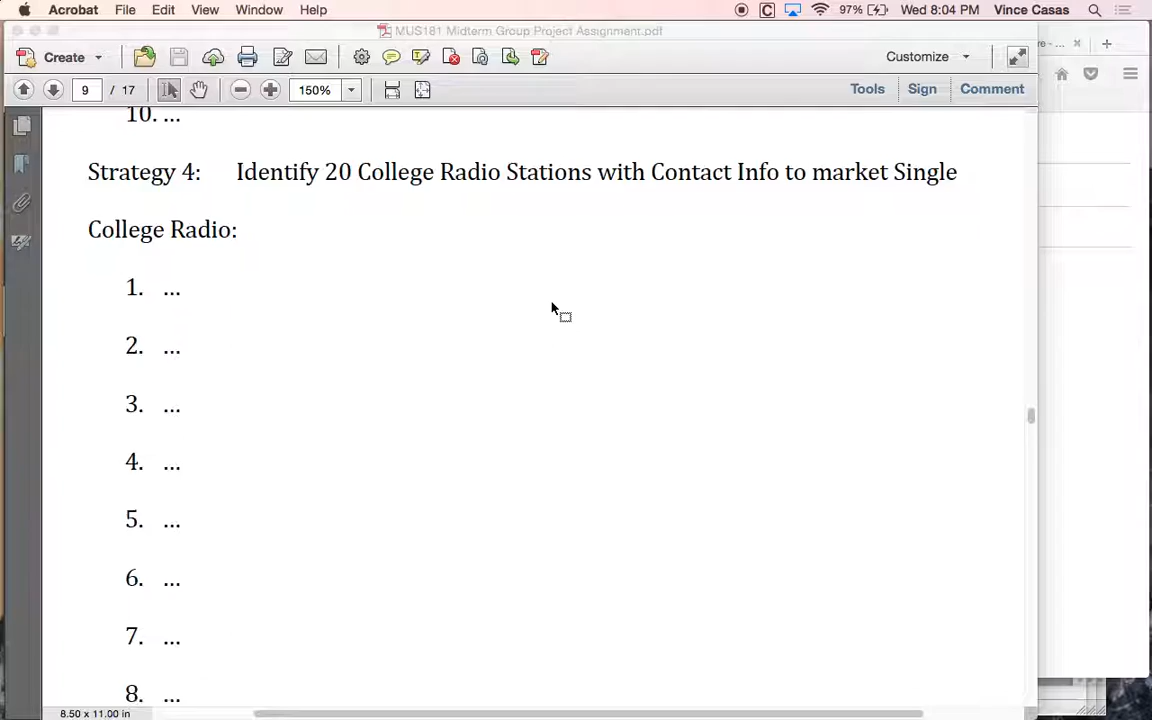 Acrobat File Edit View Window Help 97% Wed 8:04 PM Vince Casas
MUS181 Midterm Group Project Assignment.pdf
Create Customize
9 / 17 150% Tools Sign Comment
10. ...
Strategy 4: Identify 20 College Radio Stations with Contact Info to market Single
College Radio:
1. ...
2. ...
3. ...
4. ...
5. ...
6. ...
7. ...
8. ...
8.50 x 11.00 in